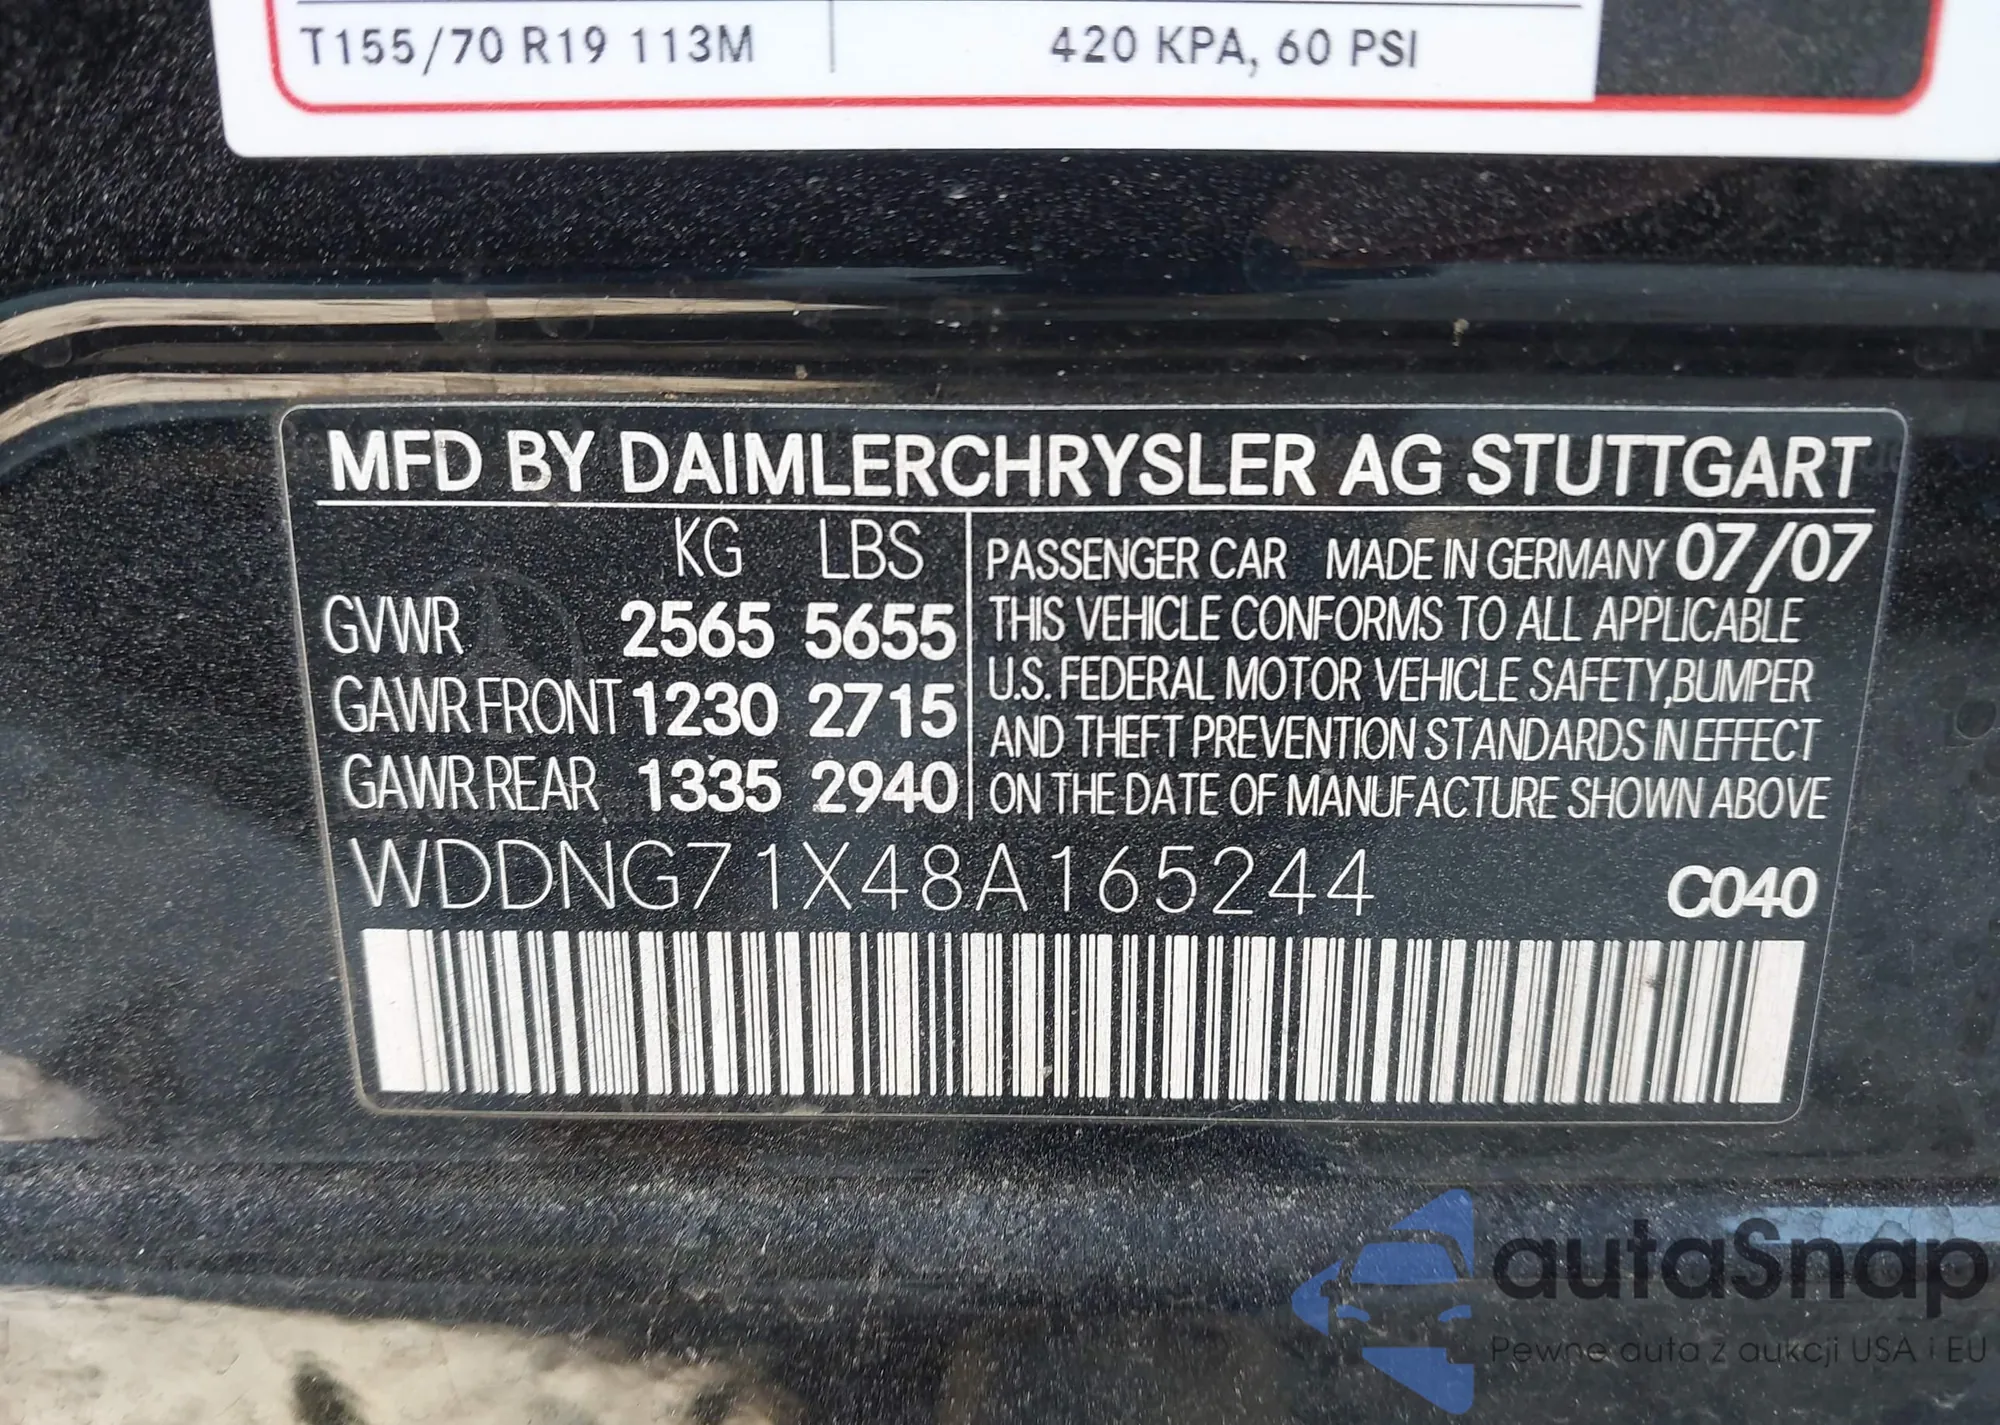 T155/70 R19 113M 420 KPA, 60 PSI
MFD BY DAIMLERCHRYSLER AG STUTTGART
KG LBS
GVWR 2565 5655
GAWR FRONT 1230 2715
GAWR REAR 1335 2940
PASSENGER CAR MADE IN GERMANY 07/07
THIS VEHICLE CONFORMS TO ALL APPLICABLE
U.S. FEDERAL MOTOR VEHICLE SAFETY,BUMPER
AND THEFT PREVENTION STANDARDS IN EFFECT
ON THE DATE OF MANUFACTURE SHOWN ABOVE
WDDNG71X48A165244 C040
autaSnap
Pewne auta z aukcji USA i EU